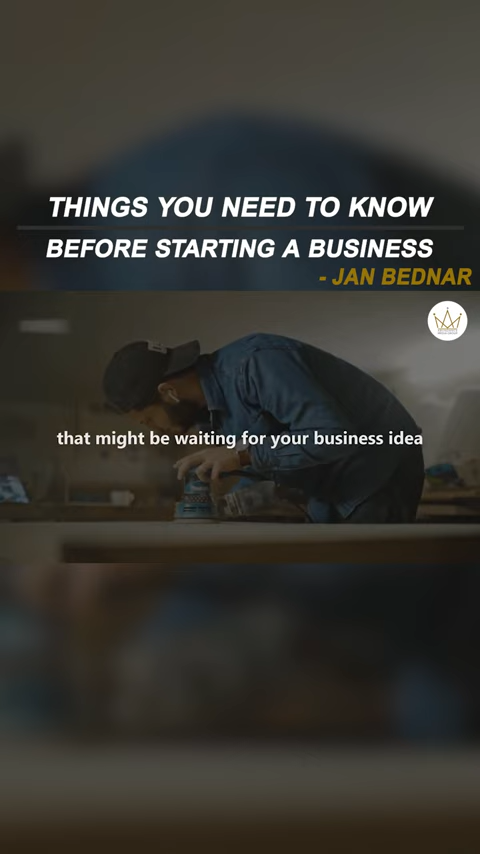 THINGS YOU NEED TO KNOW
BEFORE STARTING A BUSINESS
- JAN BEDNAR
that might be waiting for your business idea